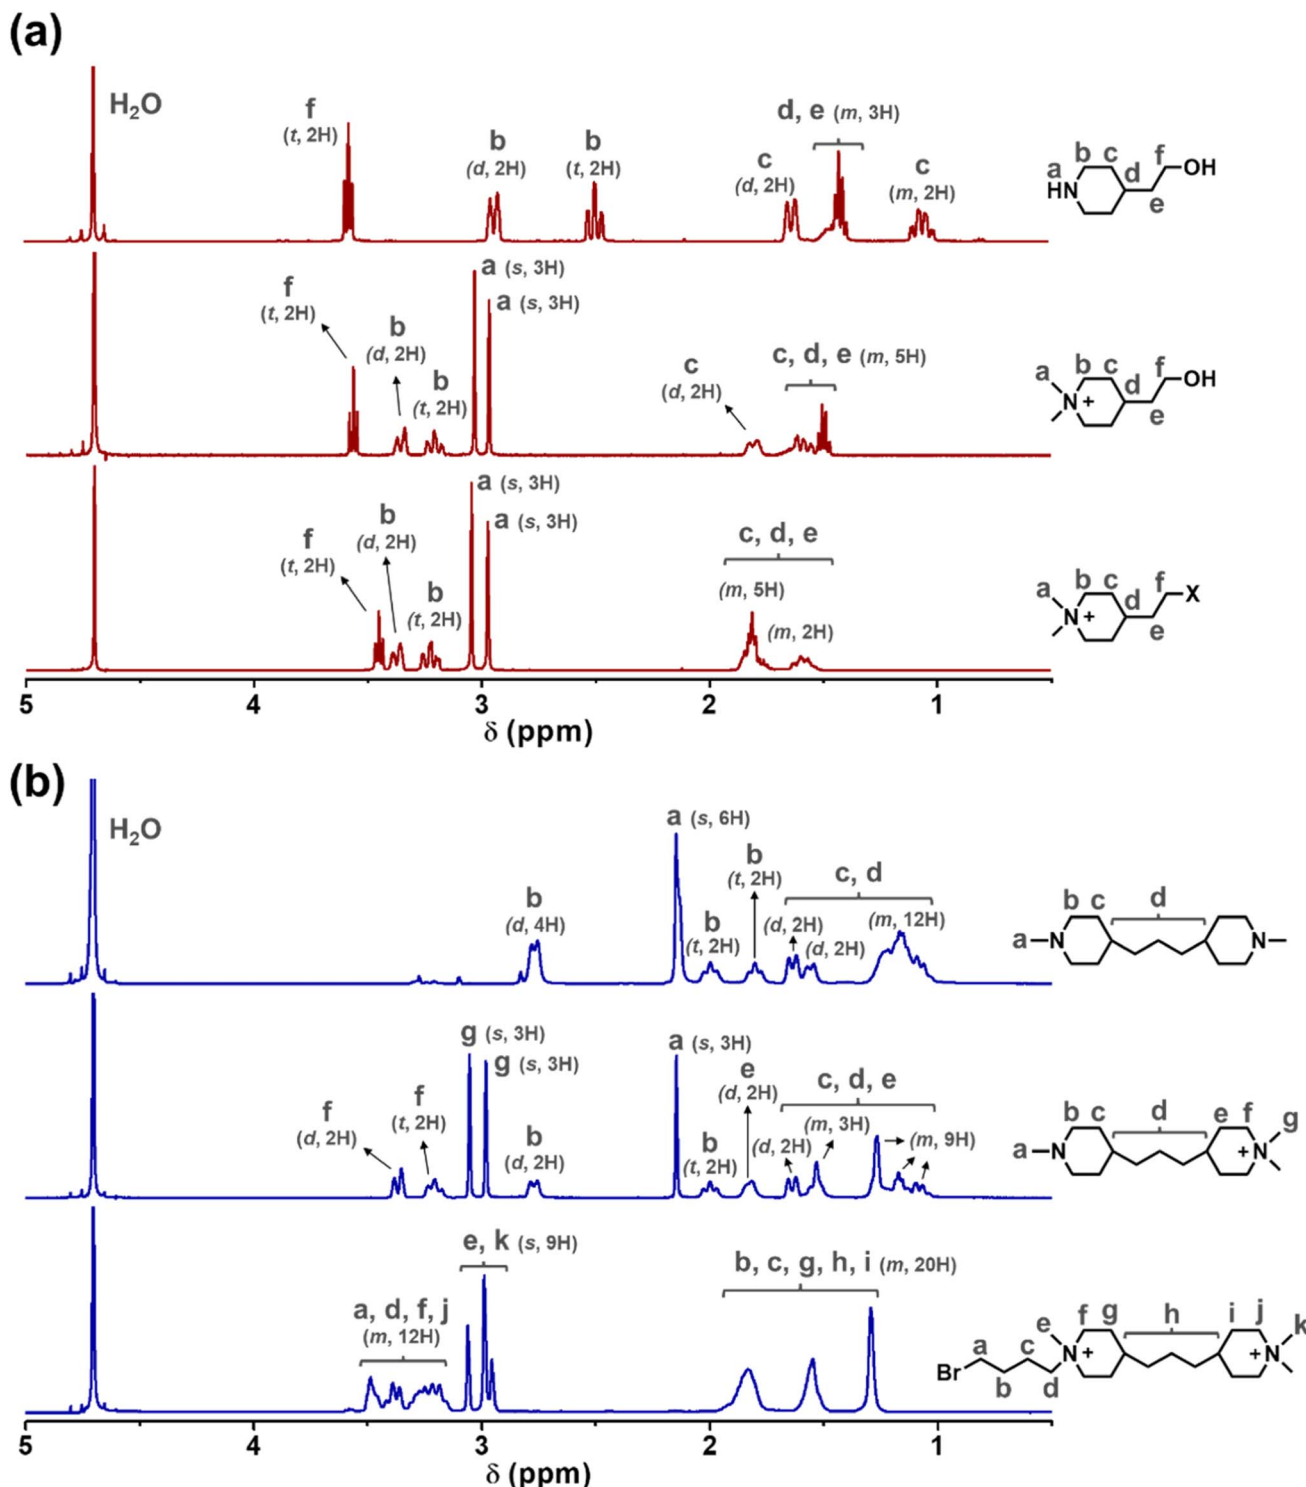 (a)
H₂O
f
(t, 2H)
b
(d, 2H)
b
(t, 2H)
c
(d, 2H)
d, e (m, 3H)
c
(m, 2H)
a
b
c
d
e
f
HN
OH
f
(t, 2H)
b
(d, 2H)
b
(t, 2H)
a (s, 3H)
a (s, 3H)
c
(d, 2H)
c, d, e (m, 5H)
a
b
c
d
e
f
N
+
OH
f
(t, 2H)
b
(d, 2H)
b
(t, 2H)
a (s, 3H)
a (s, 3H)
c, d, e
(m, 5H)
(m, 2H)
a
b
c
d
e
f
N
+
X
5
4
3
2
1
δ (ppm)
(b)
H₂O
b
(d, 4H)
a (s, 6H)
b
(t, 2H)
b
(t, 2H)
c, d
(d, 2H)
(d, 2H)
(m, 12H)
b
c
d
a
N
N
f
(d, 2H)
f
(t, 2H)
g (s, 3H)
g (s, 3H)
b
(d, 2H)
a (s, 3H)
b
(t, 2H)
e
(d, 2H)
c, d, e
(d, 2H)
(m, 3H)
(m, 9H)
b
c
d
e
f
g
a
N
+
N
a, d, f, j
(m, 12H)
e, k (s, 9H)
b, c, g, h, i (m, 20H)
a
b
c
d
e
f
g
h
i
j
k
Br
N
+
+
N
5
4
3
2
1
δ (ppm)